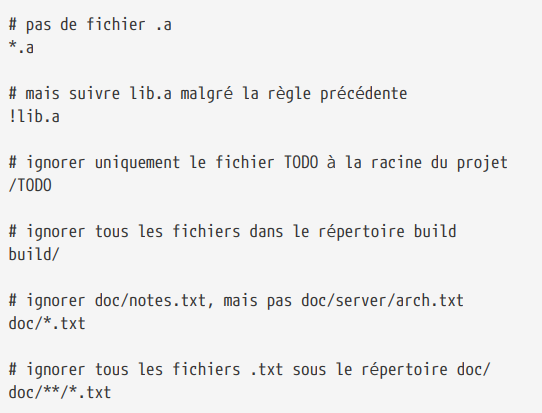 # pas de fichier .a
*.a
# mais suivre lib.a malgré la règle précédente
!lib.a
# ignorer uniquement le fichier TODO à la racine du projet
/TODO
# ignorer tous les fichiers dans le répertoire build
build/
# ignorer doc/notes.txt, mais pas doc/server/arch.txt
doc/*.txt
# ignorer tous les fichiers .txt sous le répertoire doc/
doc/**/*.txt